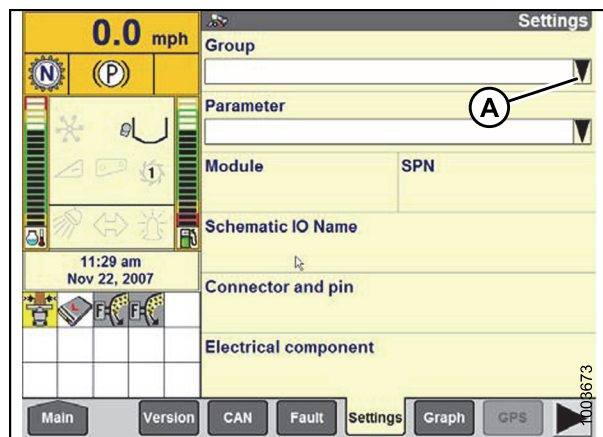 0.0 mph
Settings
Group
A
N
(P)
Parameter
1
Module
SPN
Schematic IO Name
11:29 am
Nov 22, 2007
Connector and pin
L
F
F
Electrical component
1003673
Main
Version
CAN
Fault
Settings
Graph
GPS